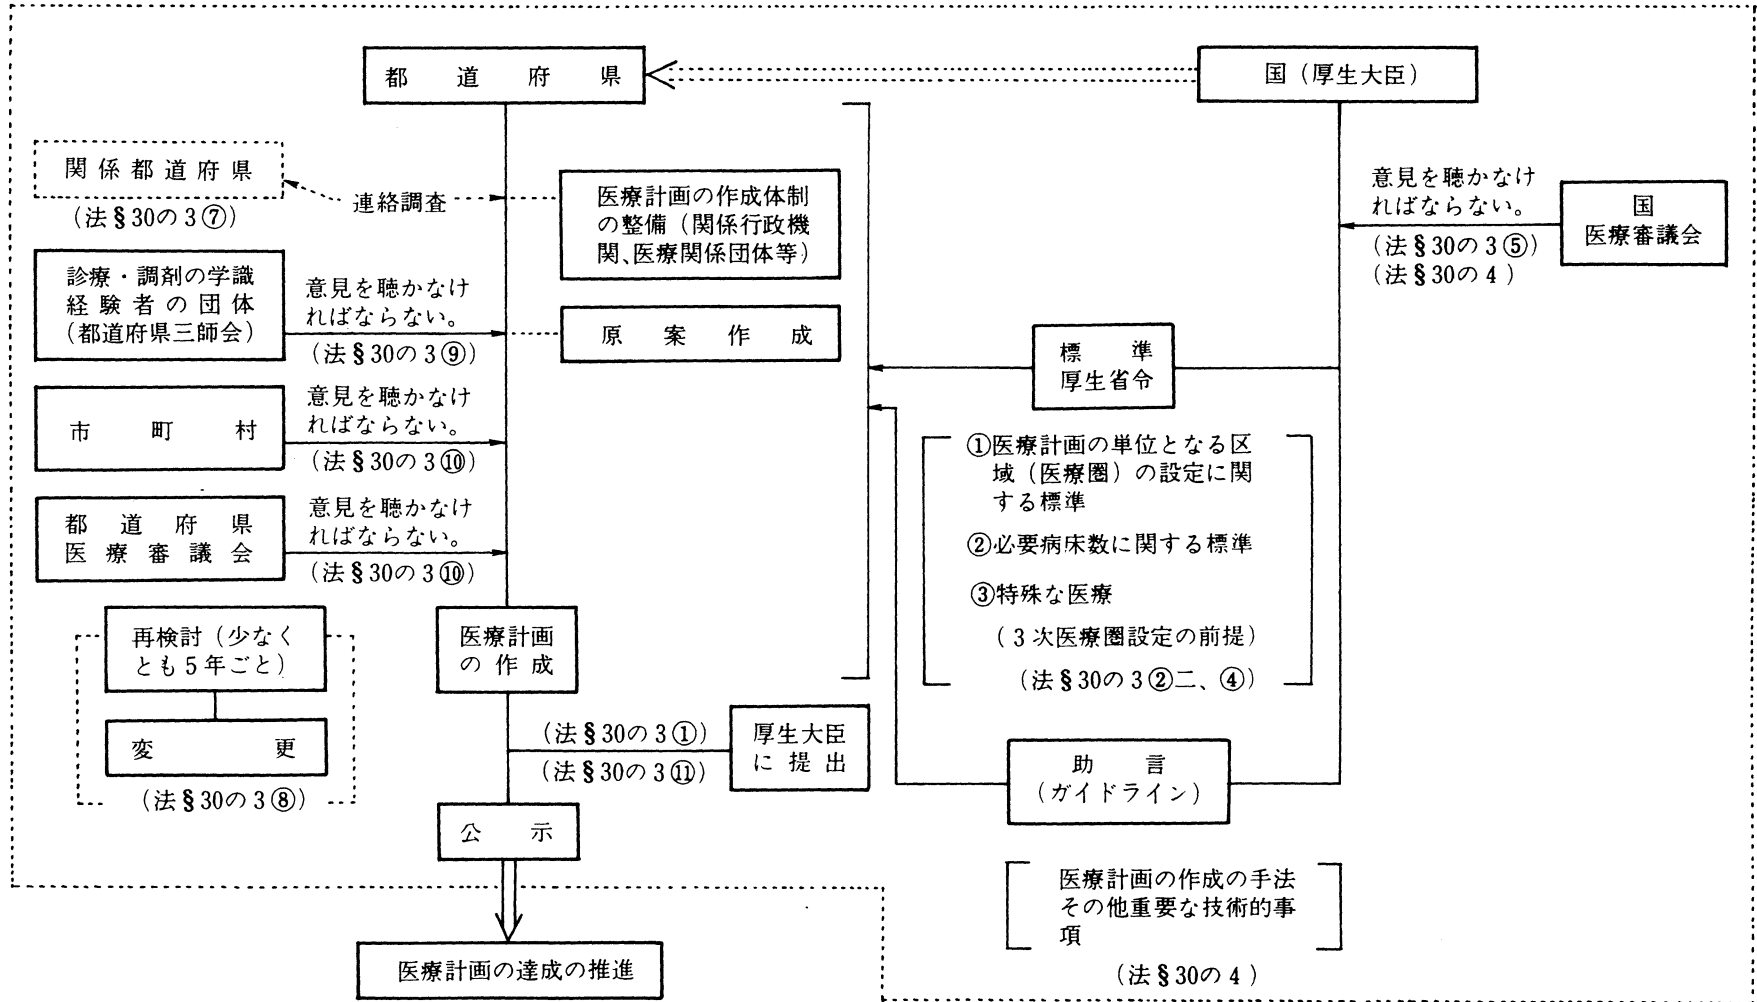 都道府県
国(厚生大臣)
関係都道府県
(法§30の3⑦)
連絡調査
医療計画の作成体制
の整備(関係行政機
関、医療関係団体等)
意見を聴かなけ
ればならない。
(法§30の3⑤)
(法§30の4)
国
医療審議会
診療・調剤の学識
経験者の団体
(都道府県三師会)
意見を聴かなけ
ればならない。
(法§30の3⑨)
原案作成
標準
厚生省令
市町村
意見を聴かなけ
ればならない。
(法§30の3⑩)
①医療計画の単位となる区
域(医療圏)の設定に関
する標準
②必要病床数に関する標準
③特殊な医療
(3次医療圏設定の前提)
(法§30の3②二、④)
都道府県
医療審議会
意見を聴かなけ
ればならない。
(法§30の3⑩)
再検討(少なく
とも5年ごと)
変更
(法§30の3⑧)
医療計画
の作成
(法§30の3①)
(法§30の3⑪)
厚生大臣
に提出
助言
(ガイドライン)
公示
医療計画の作成の手法
その他重要な技術的事
項
(法§30の4)
医療計画の達成の推進